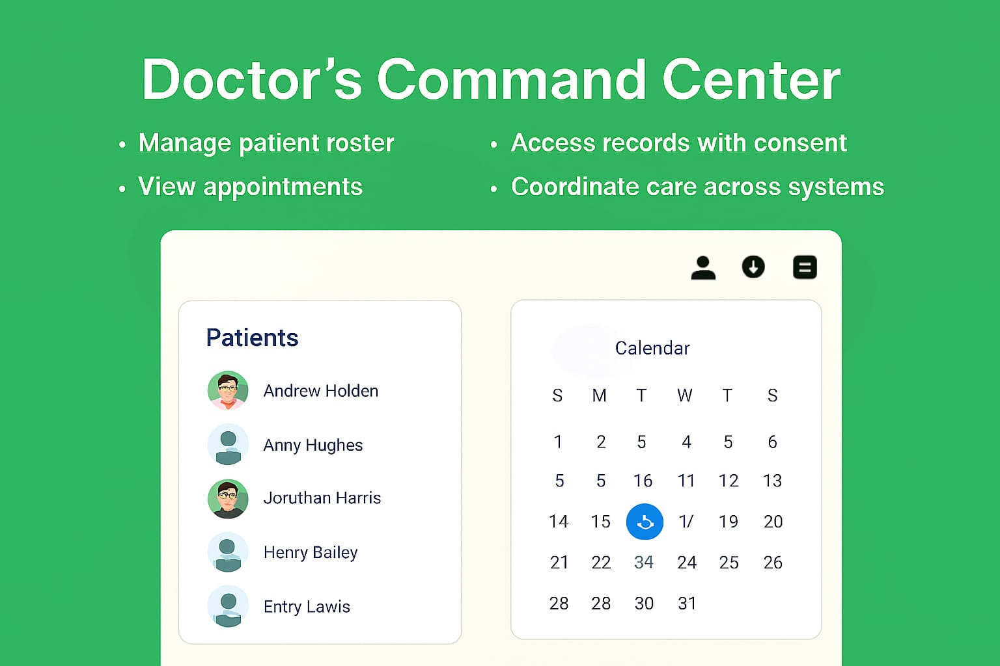 Doctor’s Command Center
• Manage patient roster
• View appointments
• Access records with consent
• Coordinate care across systems
Patients
Andrew Holden
Anny Hughes
Joruthan Harris
Henry Bailey
Entry Lawis
Calendar
S M T W T S
1 2 5 4 5 6
5 5 16 11 12 13
14 15 1/ 19 20
21 22 34 24 25 26
28 28 30 31